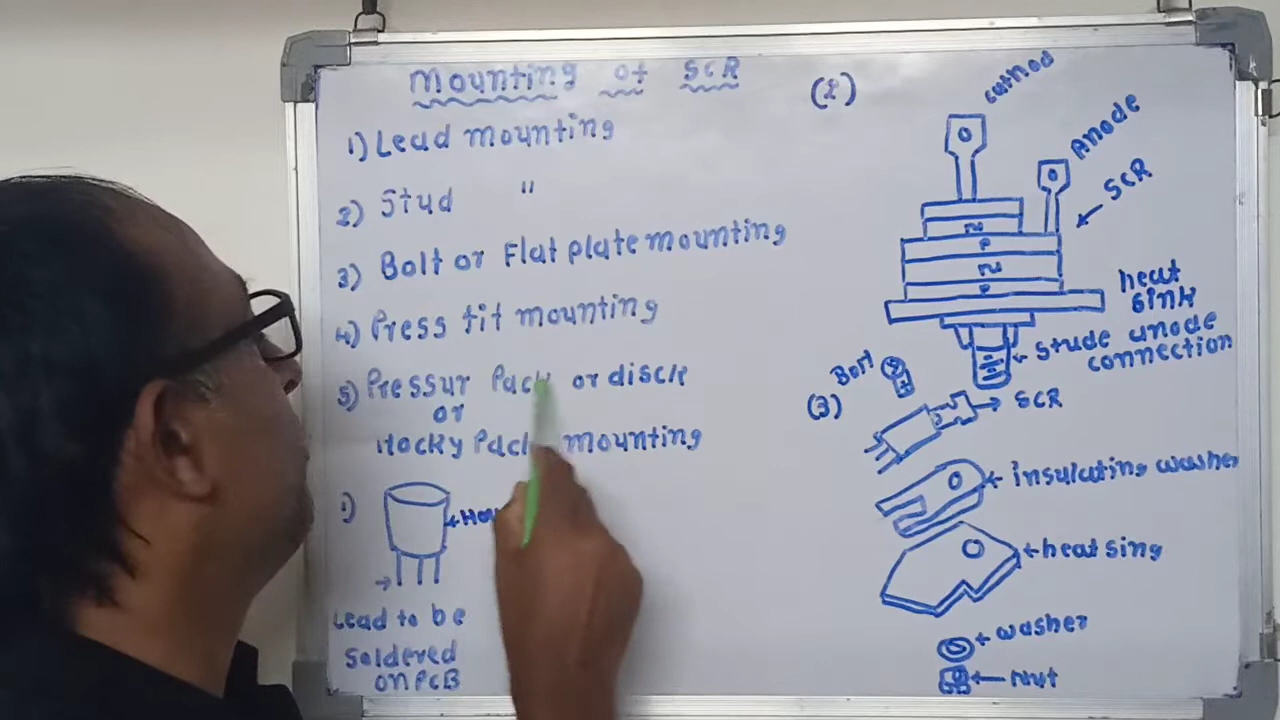 Mounting of SCR
1) Lead mounting
2) Stud "
3) Bolt or Flat plate mounting
4) Press fit mounting
5) Pressur Pack or disck
or
Hocky Pack mounting
1)
Lead to be
Soldered
on PCB
(2)
cathod
Anode
SCR
N
P
N
P
heat
sink
Stude anode
connection
(3)
Bolt
SCR
insulating washer
heat sing
washer
Nut